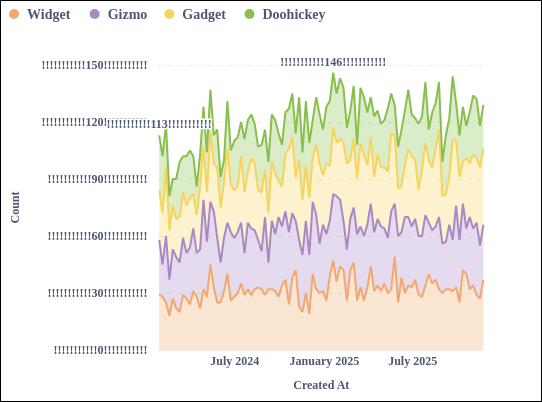 Widget Gizmo Gadget Doohickey
!!!!!!!!!!!146!!!!!!!!!!!
!!!!!!!!!!!150!!!!!!!!!!!
!!!!!!!!!!!120!!!!!!!!!!!
!!!!!!!!!!!113!!!!!!!!!!!
!!!!!!!!!!!90!!!!!!!!!!!
!!!!!!!!!!!60!!!!!!!!!!!
!!!!!!!!!!!30!!!!!!!!!!!
!!!!!!!!!!!0!!!!!!!!!!!
Count
July 2024 January 2025 July 2025
Created At